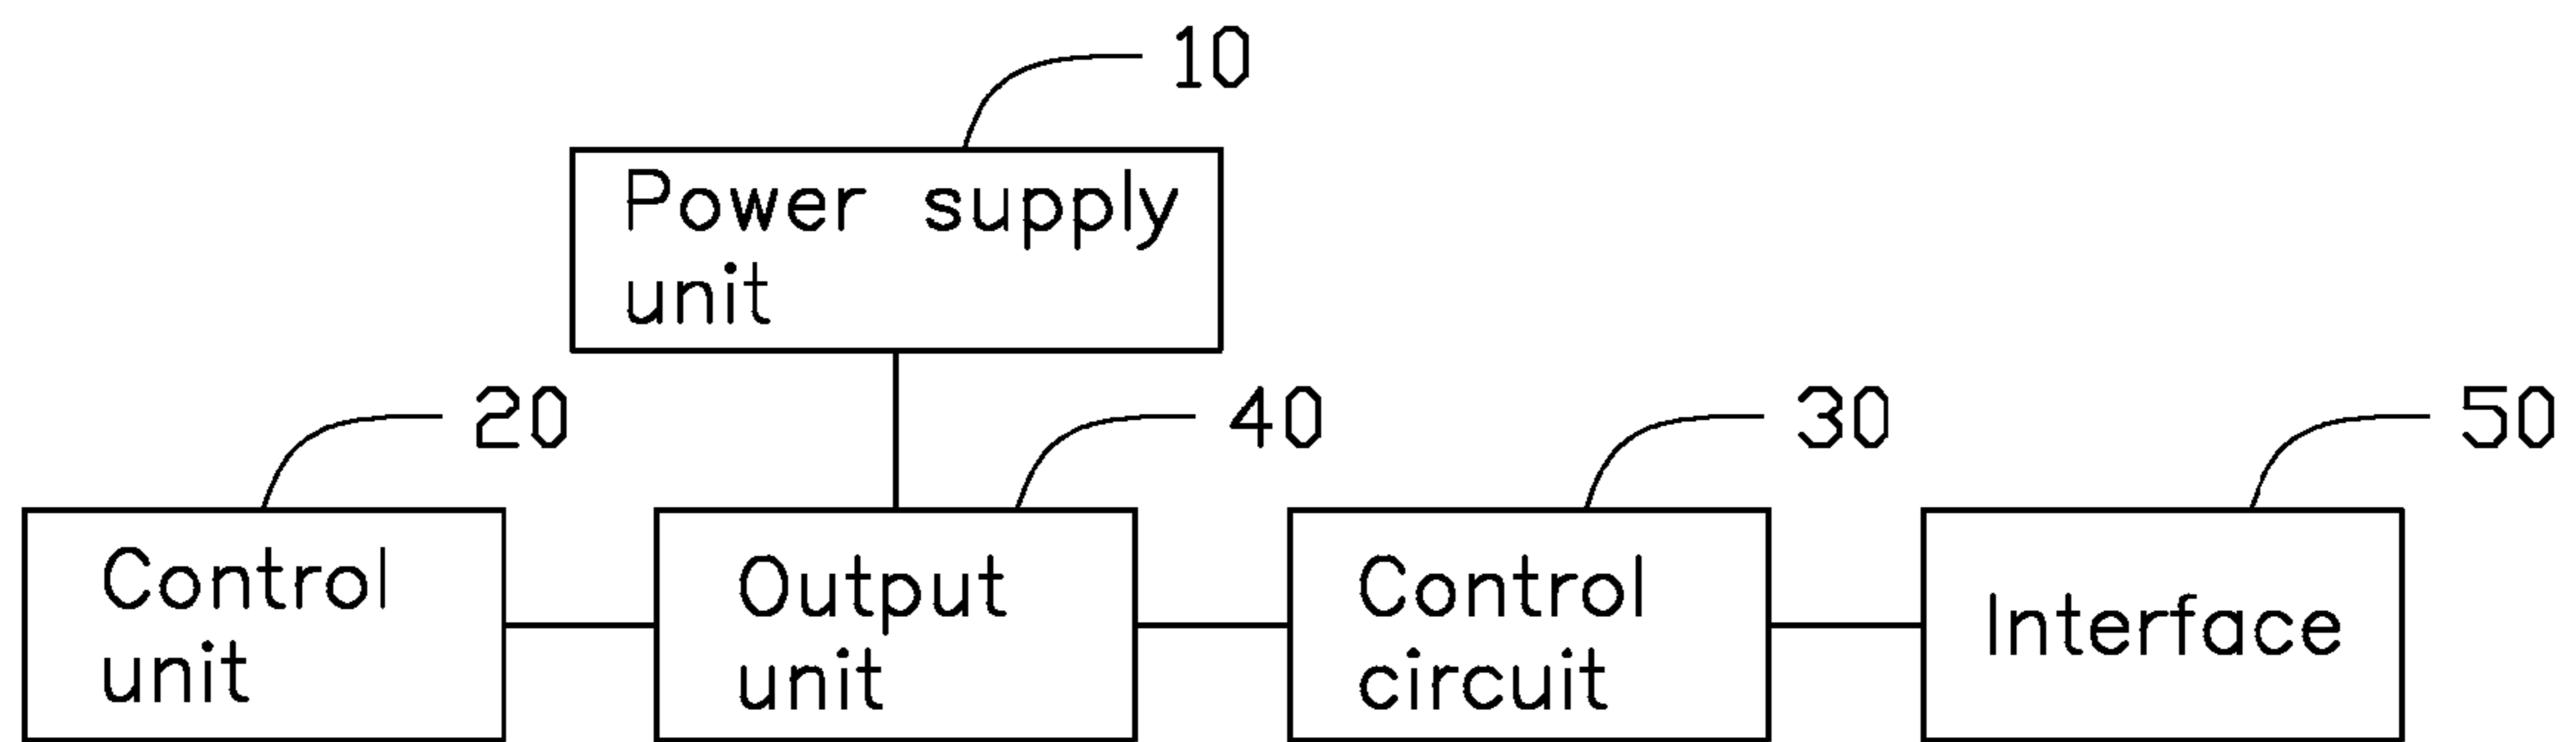 10
Power supply
unit
20
40
30
50
Control
unit
Output
unit
Control
circuit
Interface